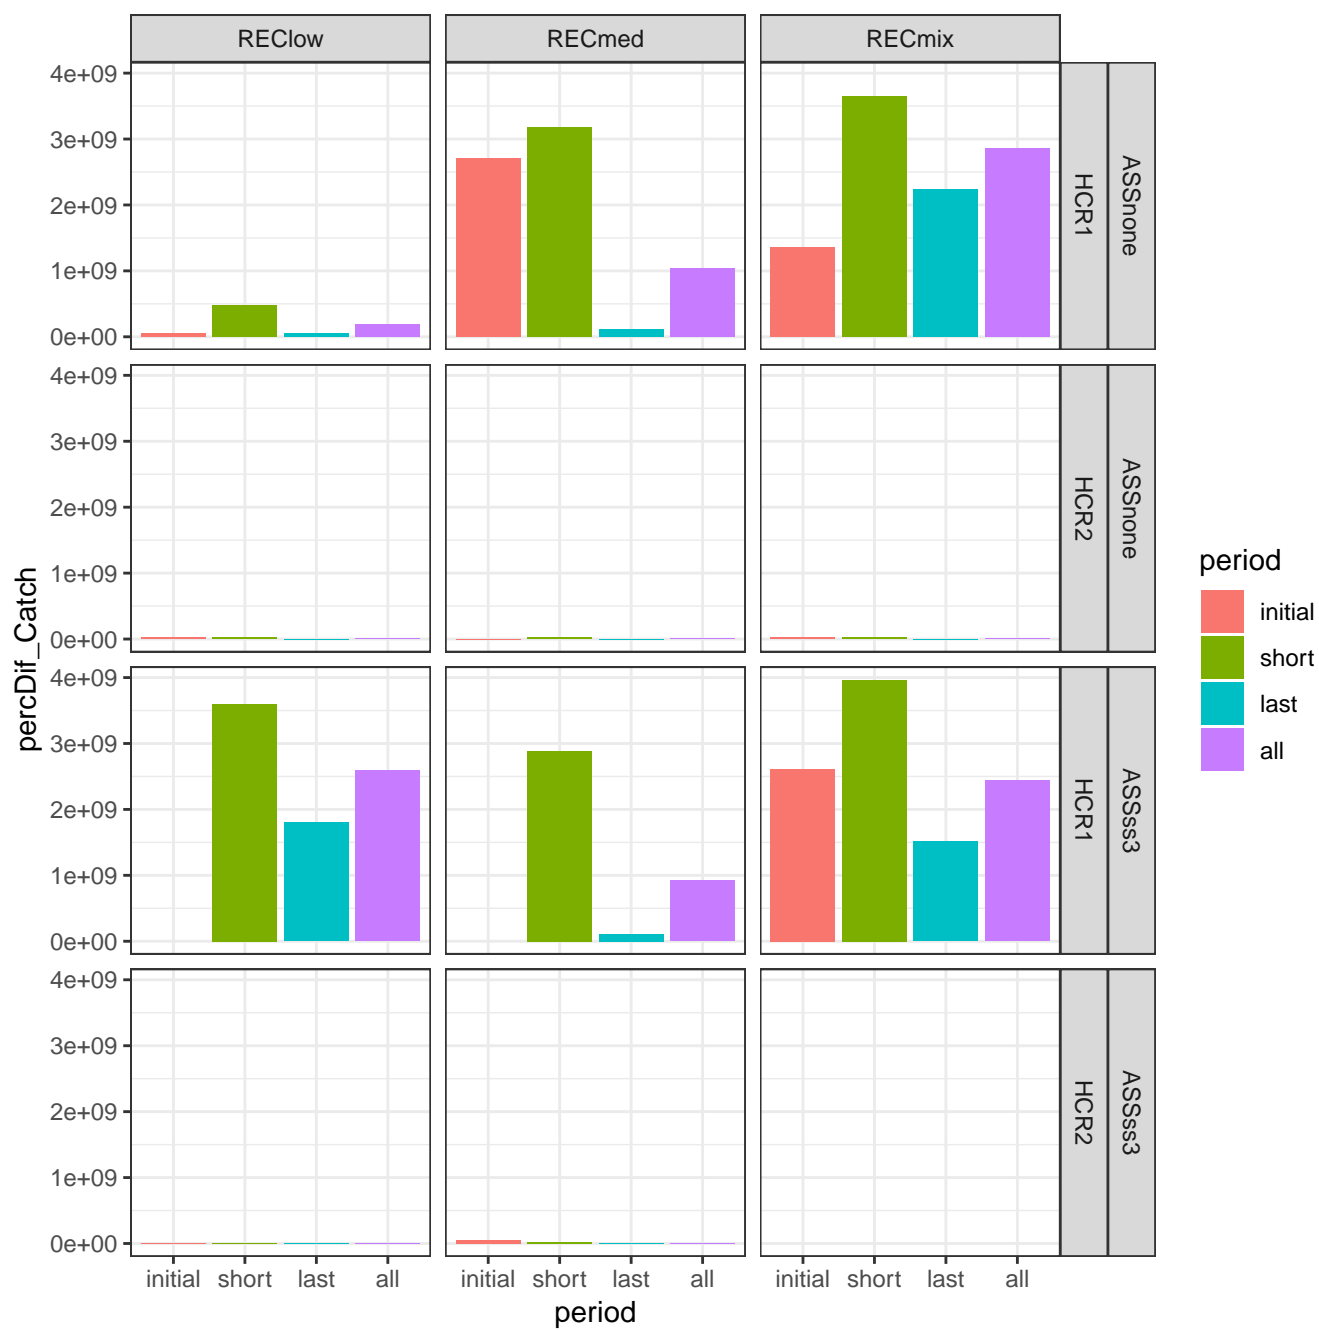 REClow RECmed RECmix
percDif_Catch
4e+09
3e+09
2e+09
1e+09
0e+00
HCR1 ASSnone
4e+09
3e+09
2e+09
1e+09
0e+00
HCR2 ASSnone
4e+09
3e+09
2e+09
1e+09
0e+00
HCR1 ASSss3
4e+09
3e+09
2e+09
1e+09
0e+00
HCR2 ASSss3
initial short last all initial short last all initial short last all
period
period
initial
short
last
all